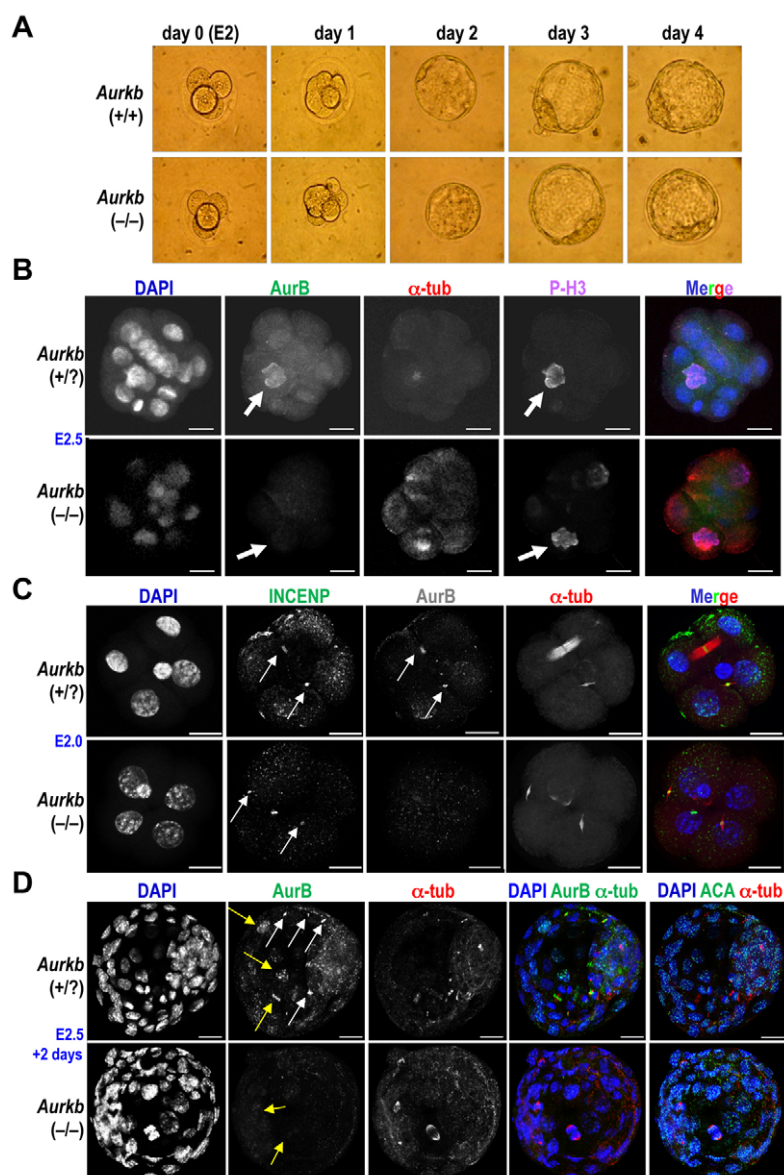 A
day 0 (E2) day 1 day 2 day 3 day 4
Aurkb
(+/+)
Aurkb
(–/–)
B
DAPI AurB α-tub P-H3 Merge
Aurkb
(+/?)
E2.5
Aurkb
(–/–)
C
DAPI INCENP AurB α-tub Merge
Aurkb
(+/?)
E2.0
Aurkb
(–/–)
D
DAPI AurB α-tub DAPI AurB α-tub DAPI ACA α-tub
Aurkb
(+/?)
E2.5
+2 days
Aurkb
(–/–)